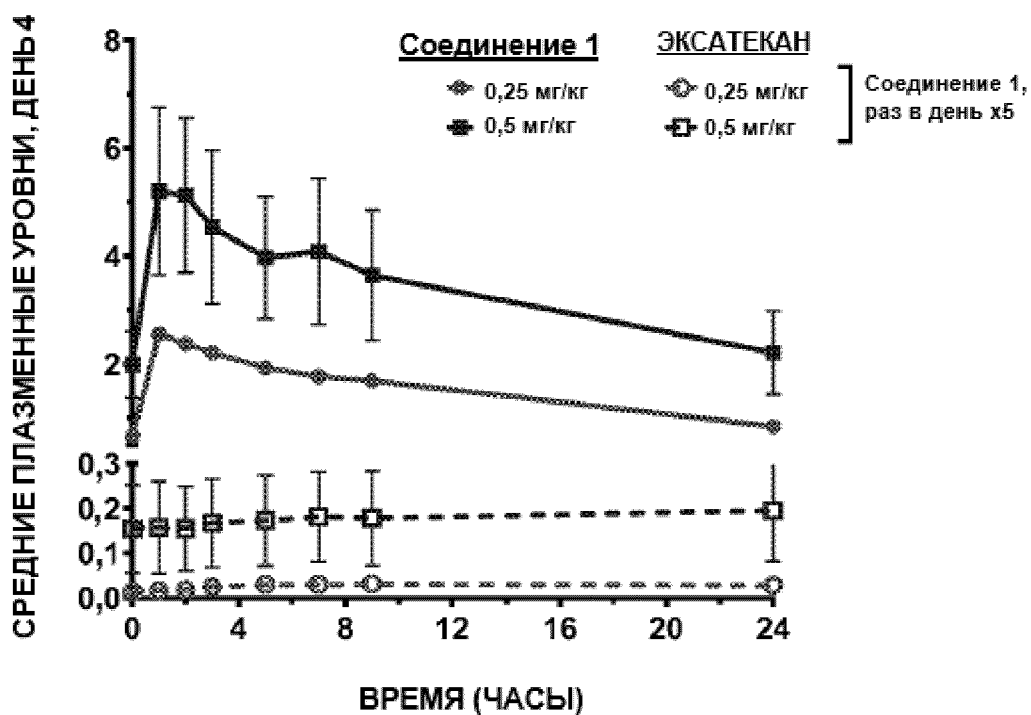 СРЕДНИЕ ПЛАЗМЕННЫЕ УРОВНИ, ДЕНЬ 4
8
6
4
2
0,3
0,2
0,1
0,0
Соединение 1 ЭКСАТЕКАН
0,25 мг/кг 0,25 мг/кг
0,5 мг/кг 0,5 мг/кг
Соединение 1,
раз в день x5
0 4 8 12 16 20 24
ВРЕМЯ (ЧАСЫ)